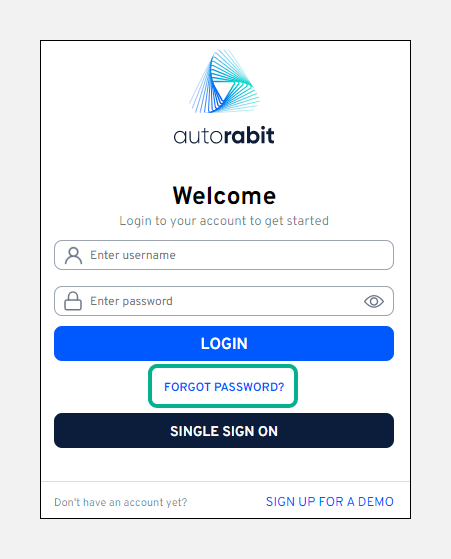 autorabit
Welcome
Login to your account to get started
Enter username
Enter password
LOGIN
FORGOT PASSWORD?
SINGLE SIGN ON
Don't have an account yet? SIGN UP FOR A DEMO